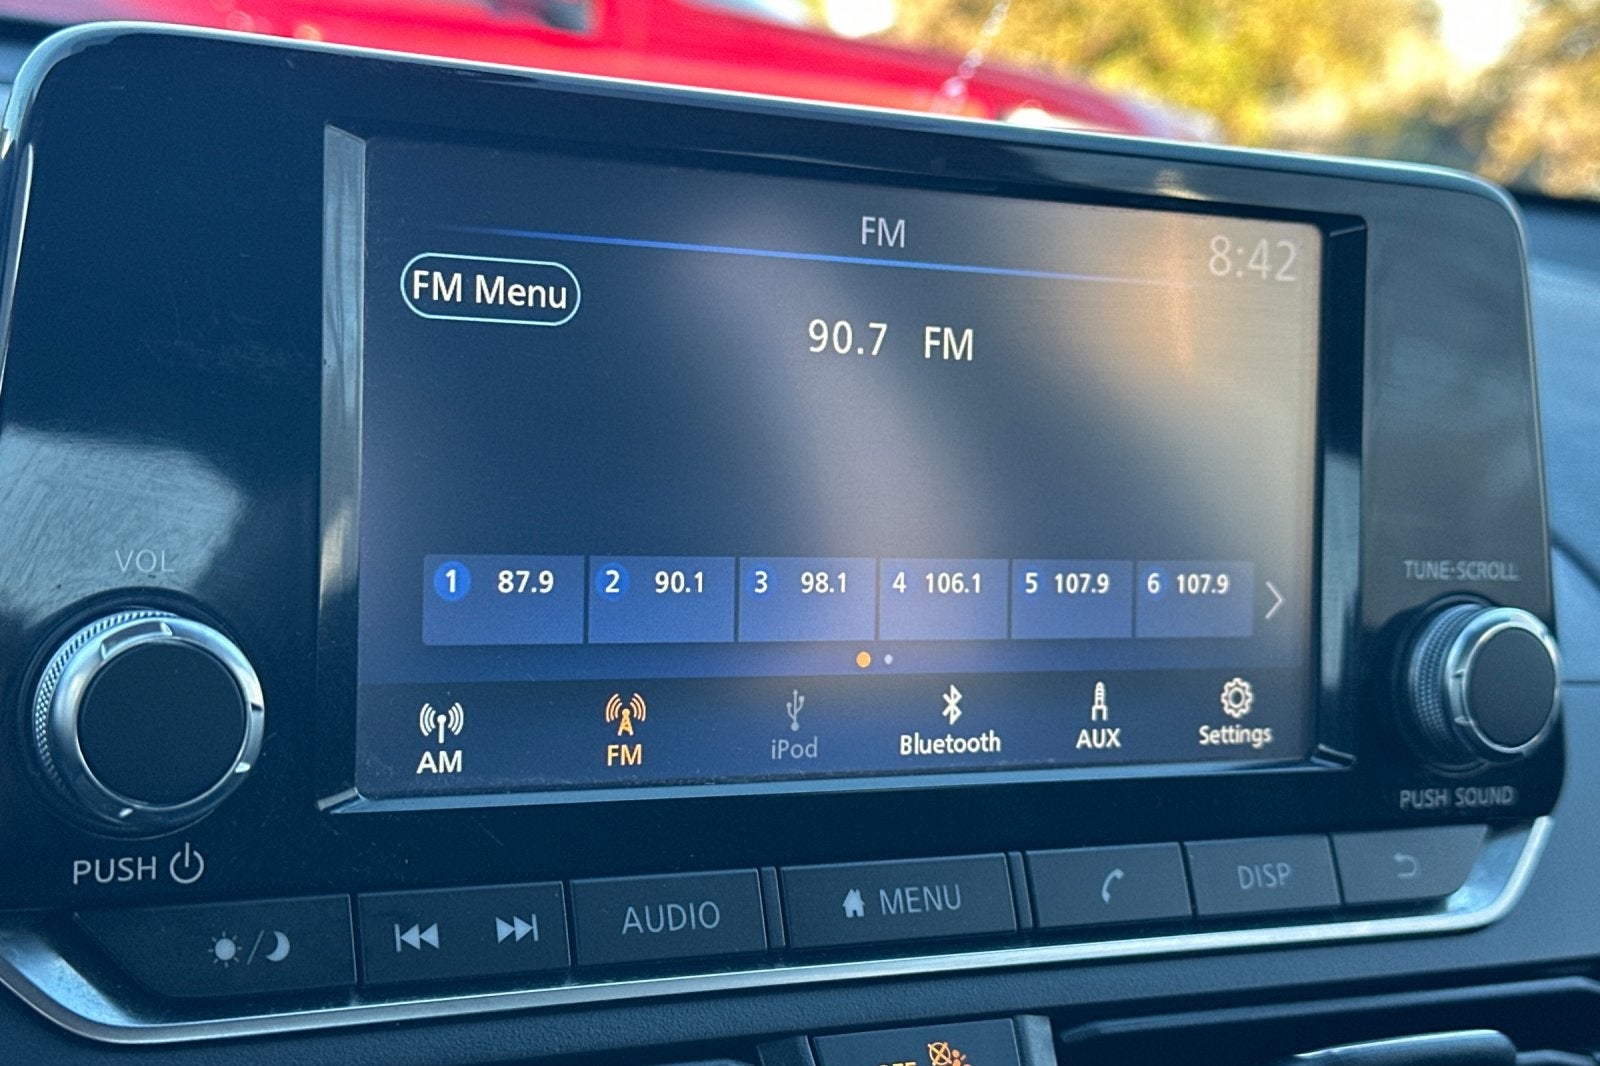 FM
8:42
FM Menu
90.7 FM
VOL
TUNE·SCROLL
1 87.9 2 90.1 3 98.1 4 106.1 5 107.9 6 107.9
AM FM iPod Bluetooth AUX Settings
PUSH SOUND
PUSH
AUDIO MENU DISP